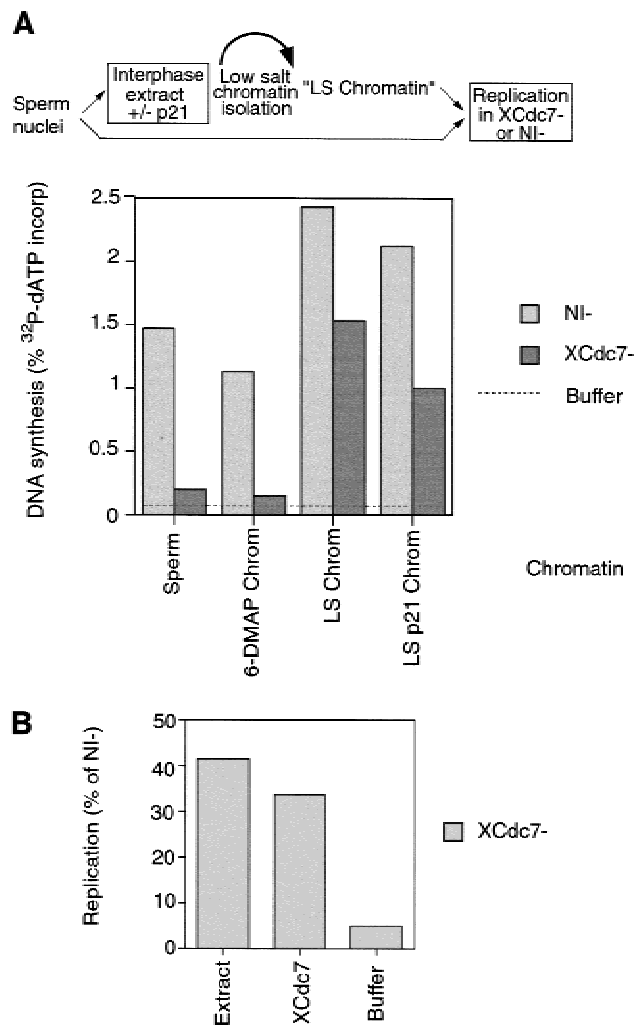 A
Sperm
nuclei
Interphase
extract
+/- p21
Low salt
chromatin
isolation
"LS Chromatin"
Replication
in XCdc7-
or NI-
DNA synthesis (% 32P-dATP incorp)
2.5
2
1.5
1
0.5
0
Sperm
6-DMAP Chrom
LS Chrom
LS p21 Chrom
NI-
XCdc7-
Buffer
Chromatin
B
Replication (% of NI-)
50
40
30
20
10
0
Extract
XCdc7
Buffer
XCdc7-